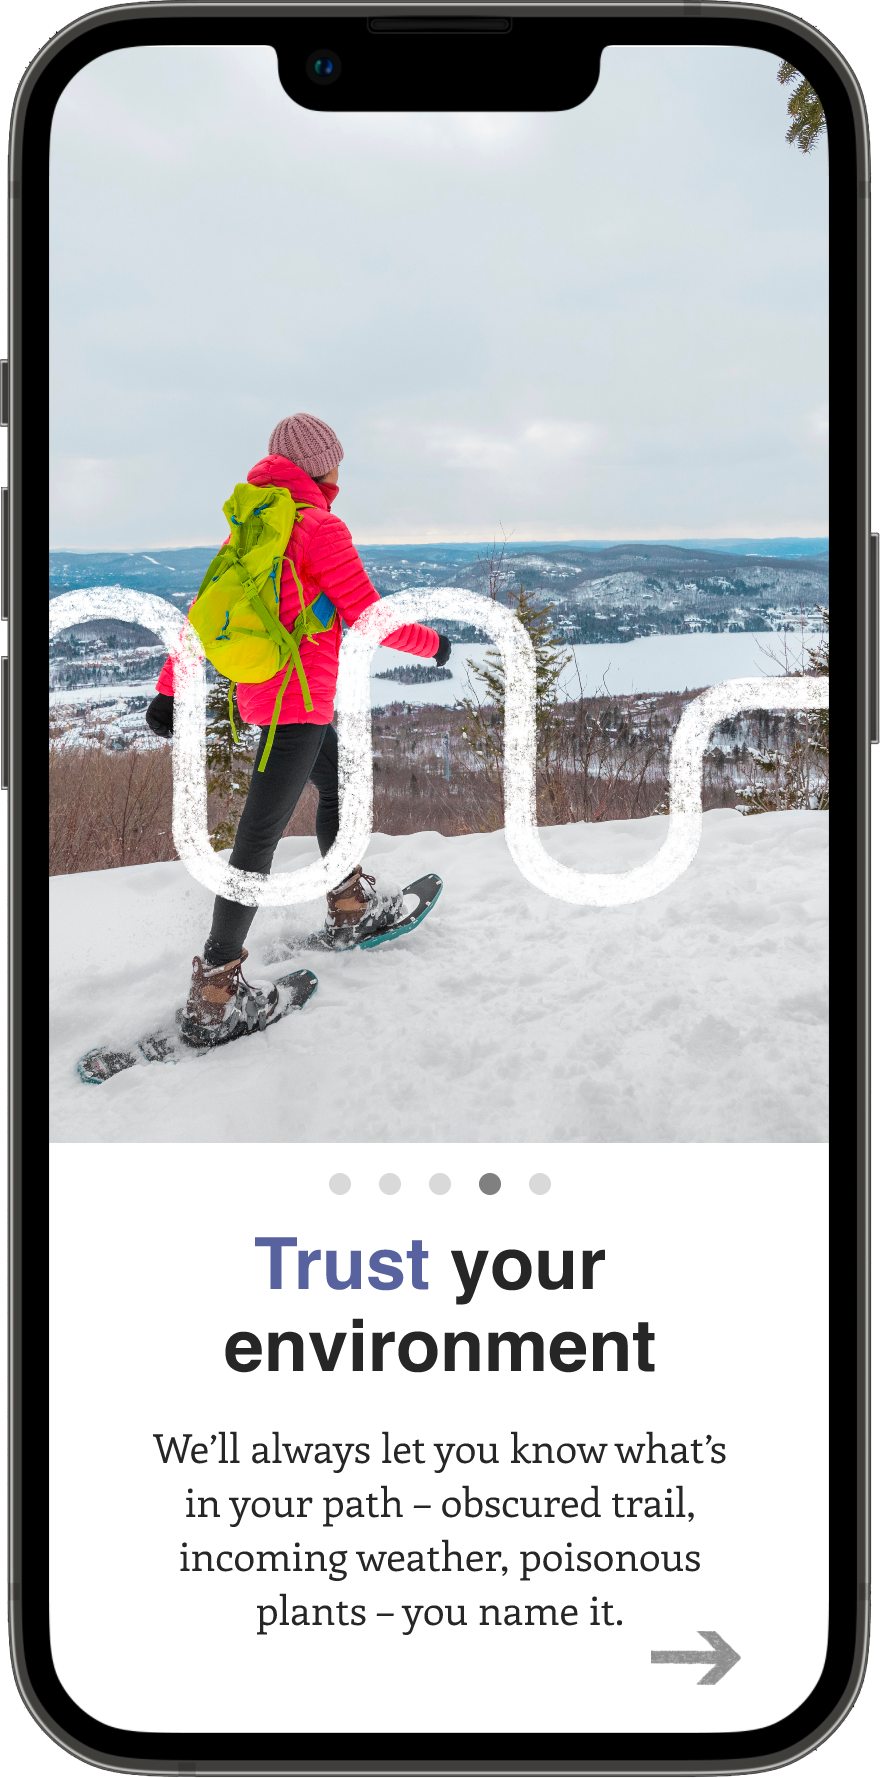 Trust your
environment
We’ll always let you know what’s
in your path – obscured trail,
incoming weather, poisonous
plants – you name it.